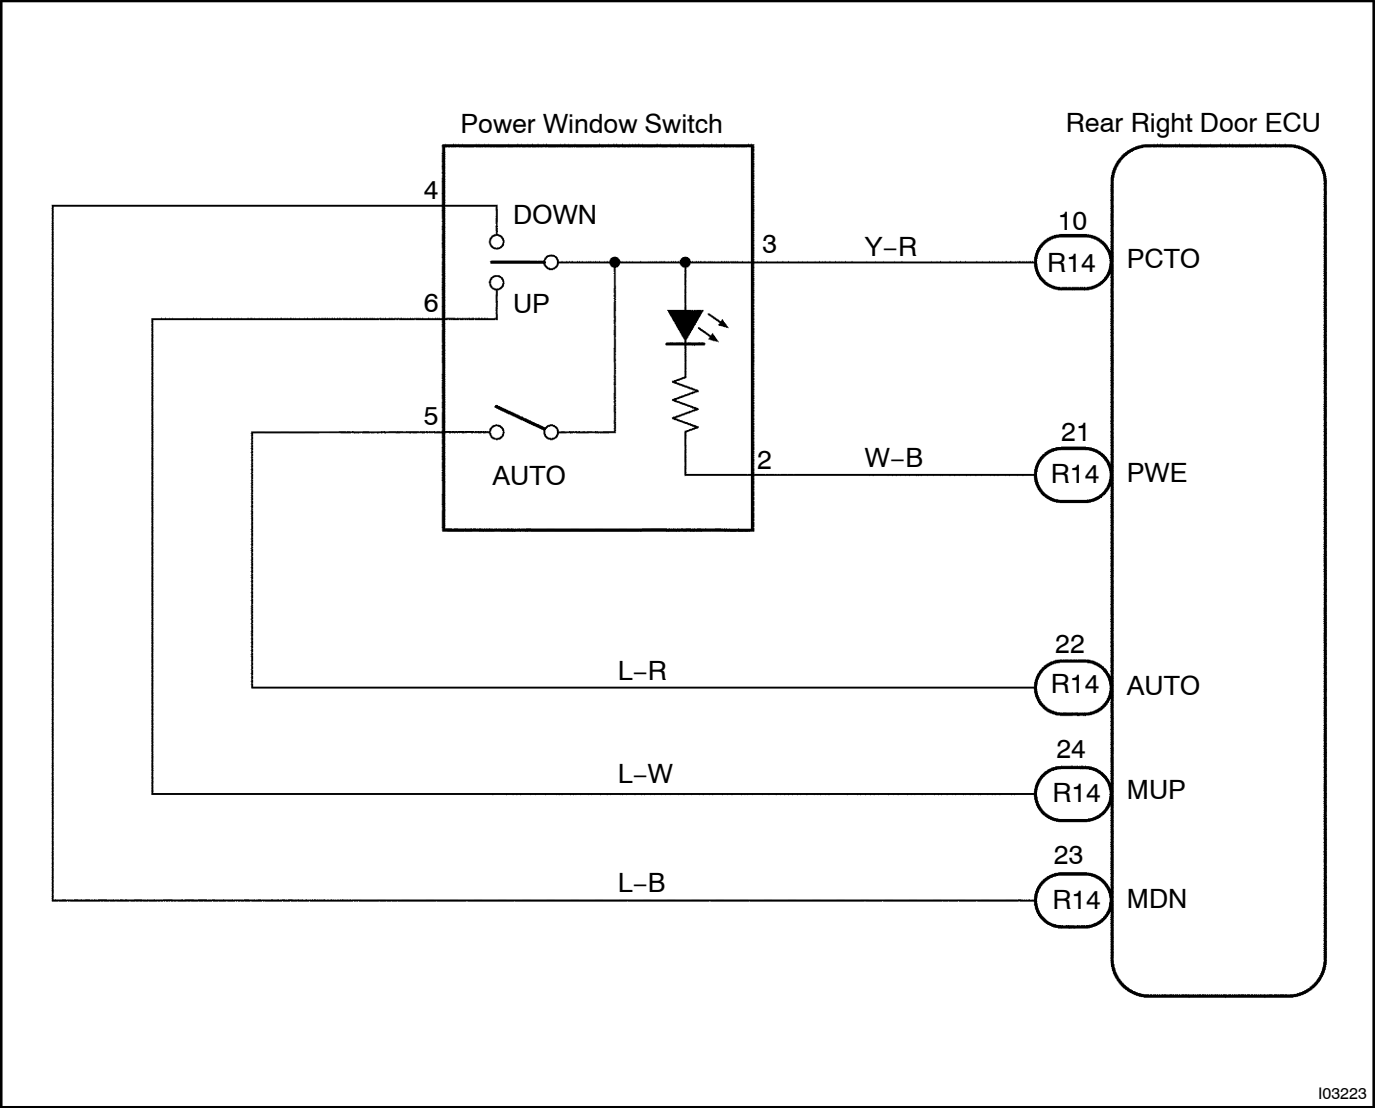 Power Window Switch
Rear Right Door ECU
4
DOWN
3
Y–R
10
R14
PCTO
6
UP
5
AUTO
2
W–B
21
R14
PWE
L–R
22
R14
AUTO
L–W
24
R14
MUP
L–B
23
R14
MDN
I03223